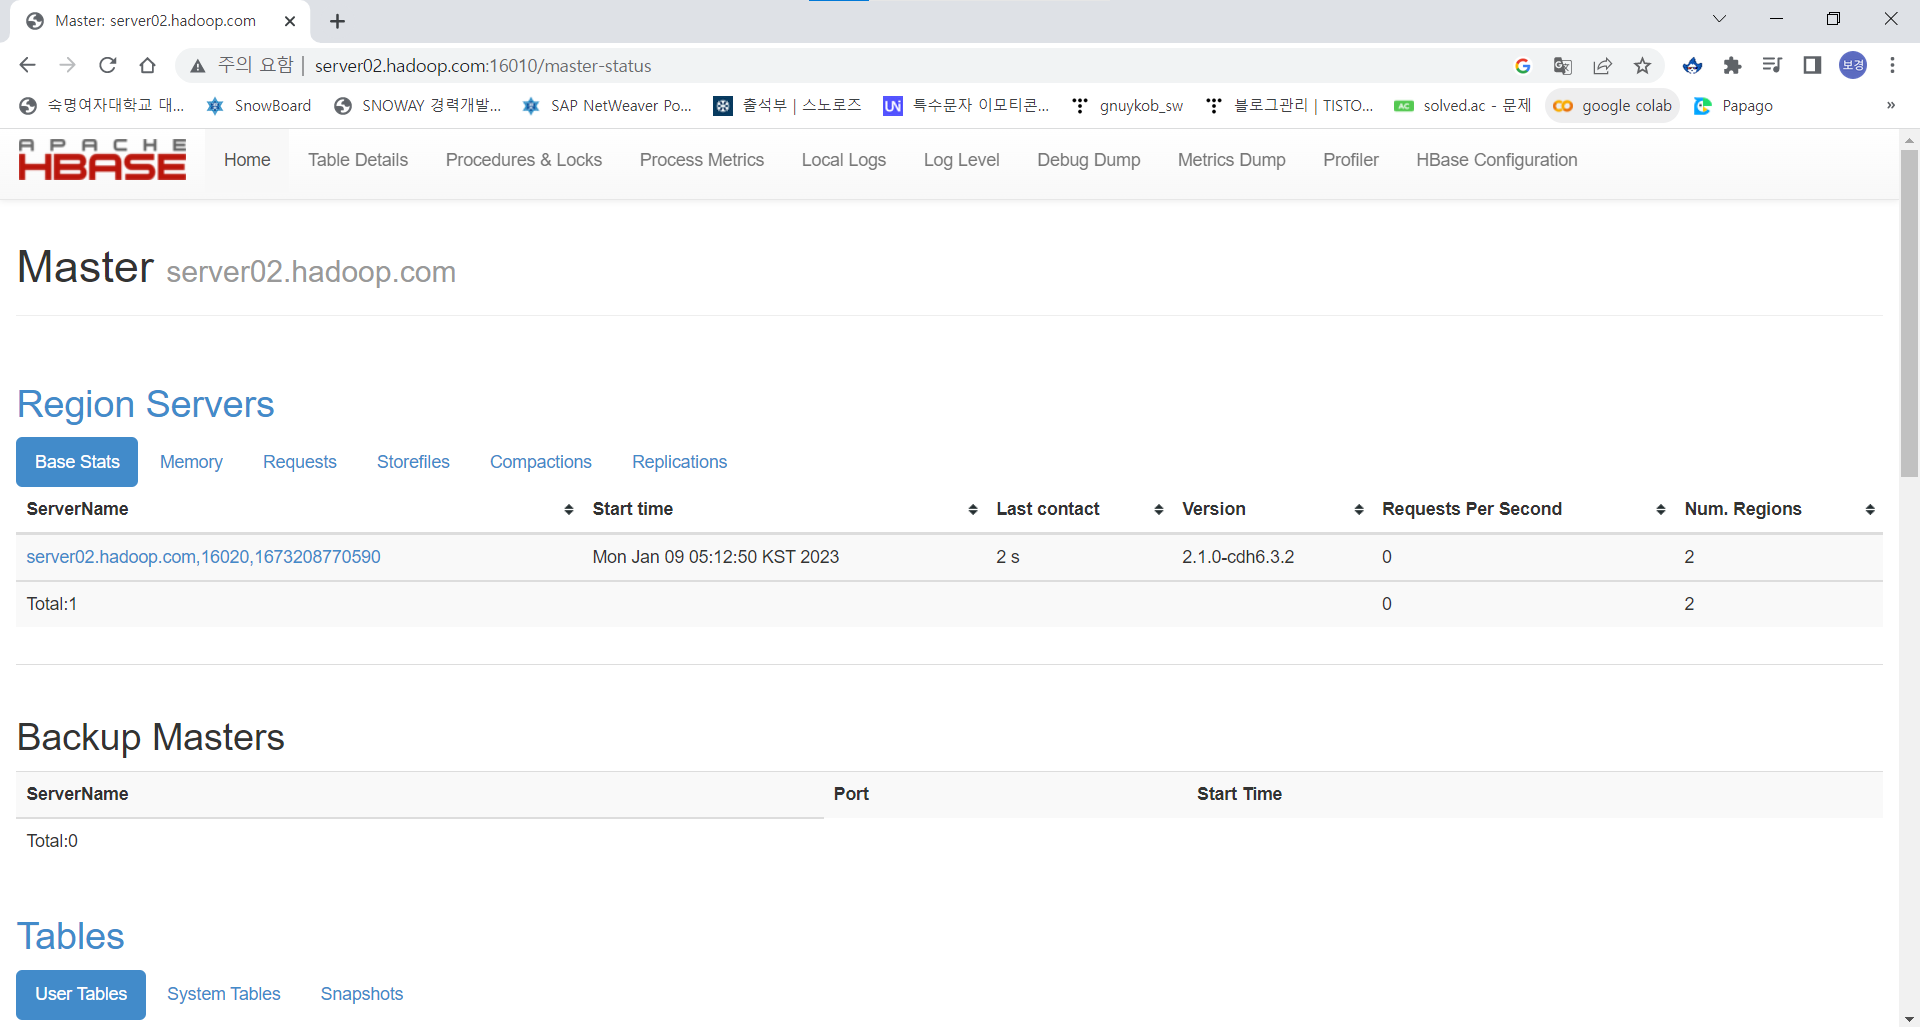 Master: server02.hadoop.com
주의 요함 | server02.hadoop.com:16010/master-status
보경
속명여자대학교 대...
SnowBoard
SNOWAY 경력개발...
SAP NetWeaver Po...
출석부 | 스노로즈
UN 특수문자 이모티콘...
gnuykob_sw
블로그관리 | TISTO...
AC solved.ac - 문제
google colab
Papago
»
APACHE
HBASE
Home
Table Details
Procedures & Locks
Process Metrics
Local Logs
Log Level
Debug Dump
Metrics Dump
Profiler
HBase Configuration
Master server02.hadoop.com
Region Servers
Base Stats Memory Requests Storefiles Compactions Replications
ServerName Start time Last contact Version Requests Per Second Num. Regions
server02.hadoop.com,16020,1673208770590 Mon Jan 09 05:12:50 KST 2023 2 s 2.1.0-cdh6.3.2 0 2
Total:1 0 2
Backup Masters
ServerName Port Start Time
Total:0
Tables
User Tables System Tables Snapshots